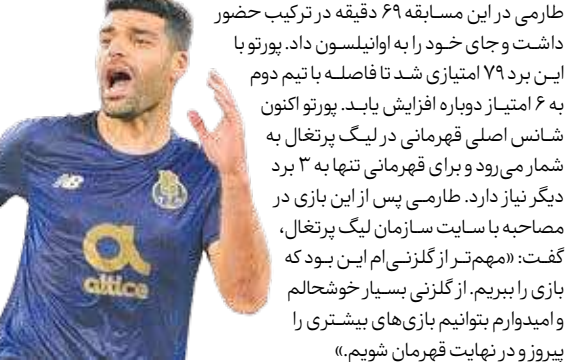 طارمی در این مسابقه ۶۹ دقیقه در ترکیب حضور
داشت و جای خود را به اوانیلسون داد. پورتو با
این برد ۷۹ امتیازی شد تا فاصله با تیم دوم
به ۶ امتیاز دوباره افزایش یابد. پورتو اکنون
شانس اصلی قهرمانی در لیگ پرتغال به
شمار می‌رود و برای قهرمانی تنها به ۳ برد
دیگر نیاز دارد. طارمی پس از این بازی در
مصاحبه با سایت سازمان لیگ پرتغال،
گفت: «مهم‌تر از گلزنی‌ام این بود که
بازی را ببریم. از گلزنی بسیار خوشحالم
و امیدوارم بتوانیم بازی‌های بیشتری را
پیروز و در نهایت قهرمان شویم.»
NB
altice